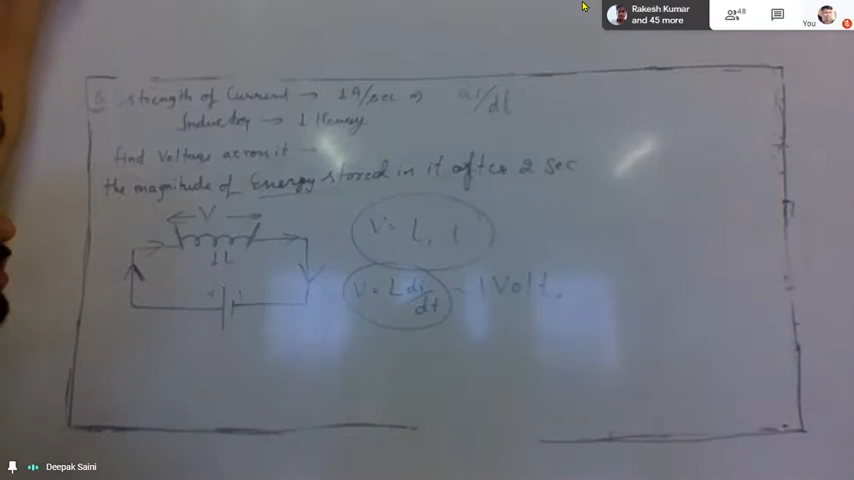 Rakesh Kumar
and 45 more
48
You
Q strength of Current → 1A/sec ⇒ di/dt
Inductor → 1 Henry
find Voltage across it →
the magnitude of Energy stored in it after 2 sec
V
1L
V = L, I
V = L di/dt = 1 Volt.
Deepak Saini